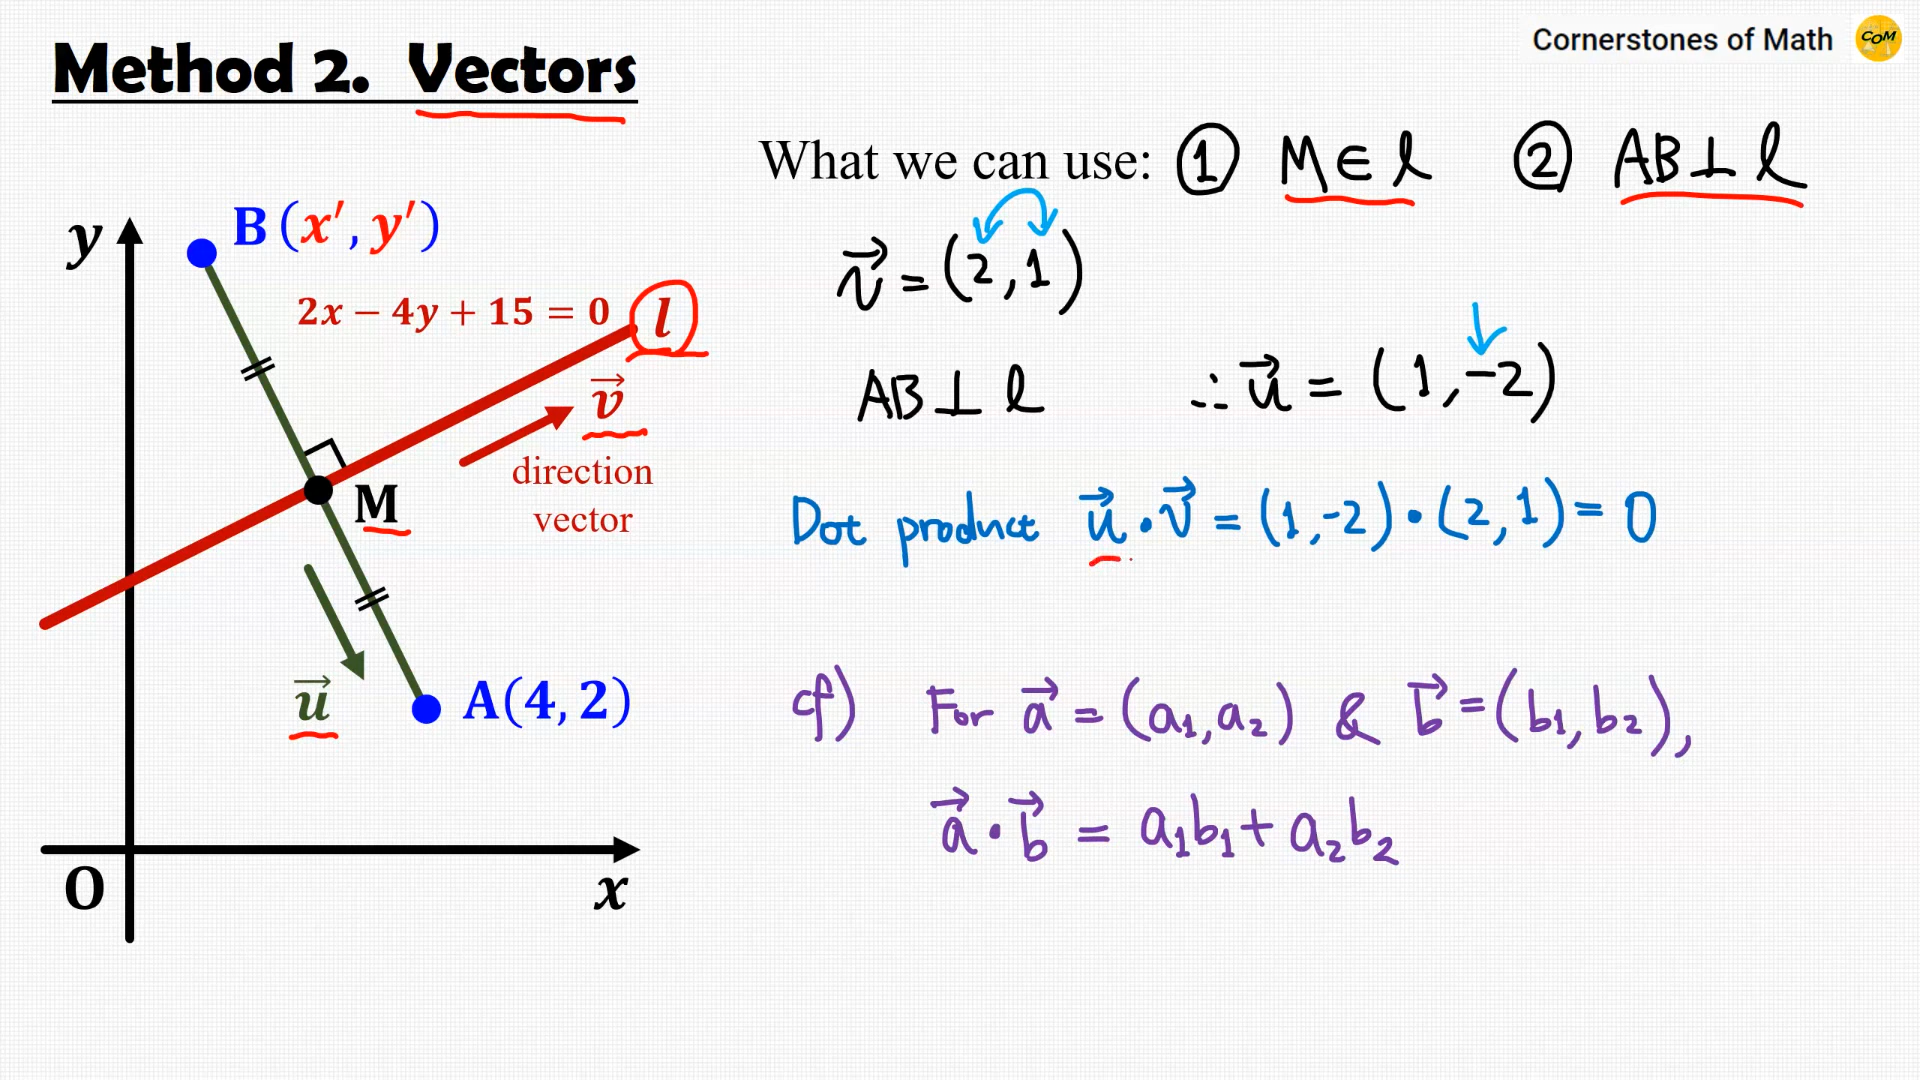 Method 2. Vectors
Cornerstones of Math
COM
What we can use: ① M∈l ② AB⊥l
v⃗ = (2,1)
AB⊥l ∴ u⃗ = (1,-2)
Dot product u⃗·v⃗ = (1,-2)·(2,1) = 0
cf) For a⃗ = (a₁,a₂) & b⃗ = (b₁,b₂),
a⃗·b⃗ = a₁b₁+a₂b₂
y
B(x′, y′)
2x − 4y + 15 = 0 l
v⃗
direction
vector
M
u⃗
A(4, 2)
O
x